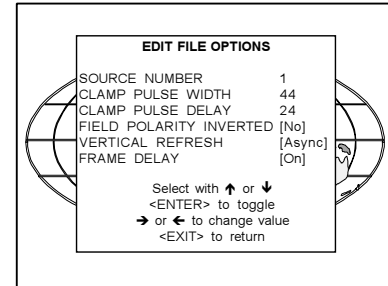 EDIT FILE OPTIONS
SOURCE NUMBER 1
CLAMP PULSE WIDTH 44
CLAMP PULSE DELAY 24
FIELD POLARITY INVERTED [No]
VERTICAL REFRESH [Async]
FRAME DELAY [On]
Select with ↑ or ↓
<ENTER> to toggle
→ or ← to change value
<EXIT> to return